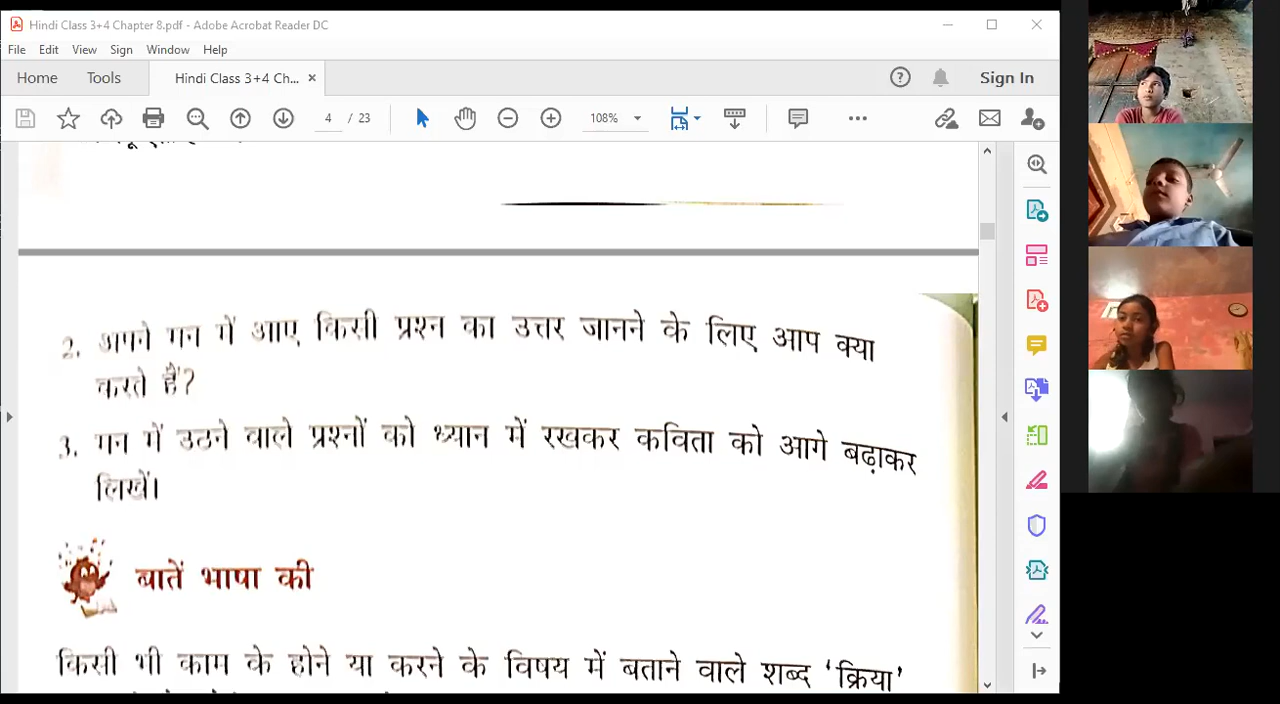 Hindi Class 3+4 Chapter 8.pdf - Adobe Acrobat Reader DC
File Edit View Sign Window Help
Home Tools Hindi Class 3+4 Ch... × Sign In
4 / 23 108%
2. अपने मन में आए किसी प्रश्न का उत्तर जानने के लिए आप क्या
करते हैं?
3. मन में उठने वाले प्रश्नों को ध्यान में रखकर कविता को आगे बढ़ाकर
लिखें।
बातें भाषा की
किसी भी काम के होने या करने के विषय में बताने वाले शब्द 'क्रिया'